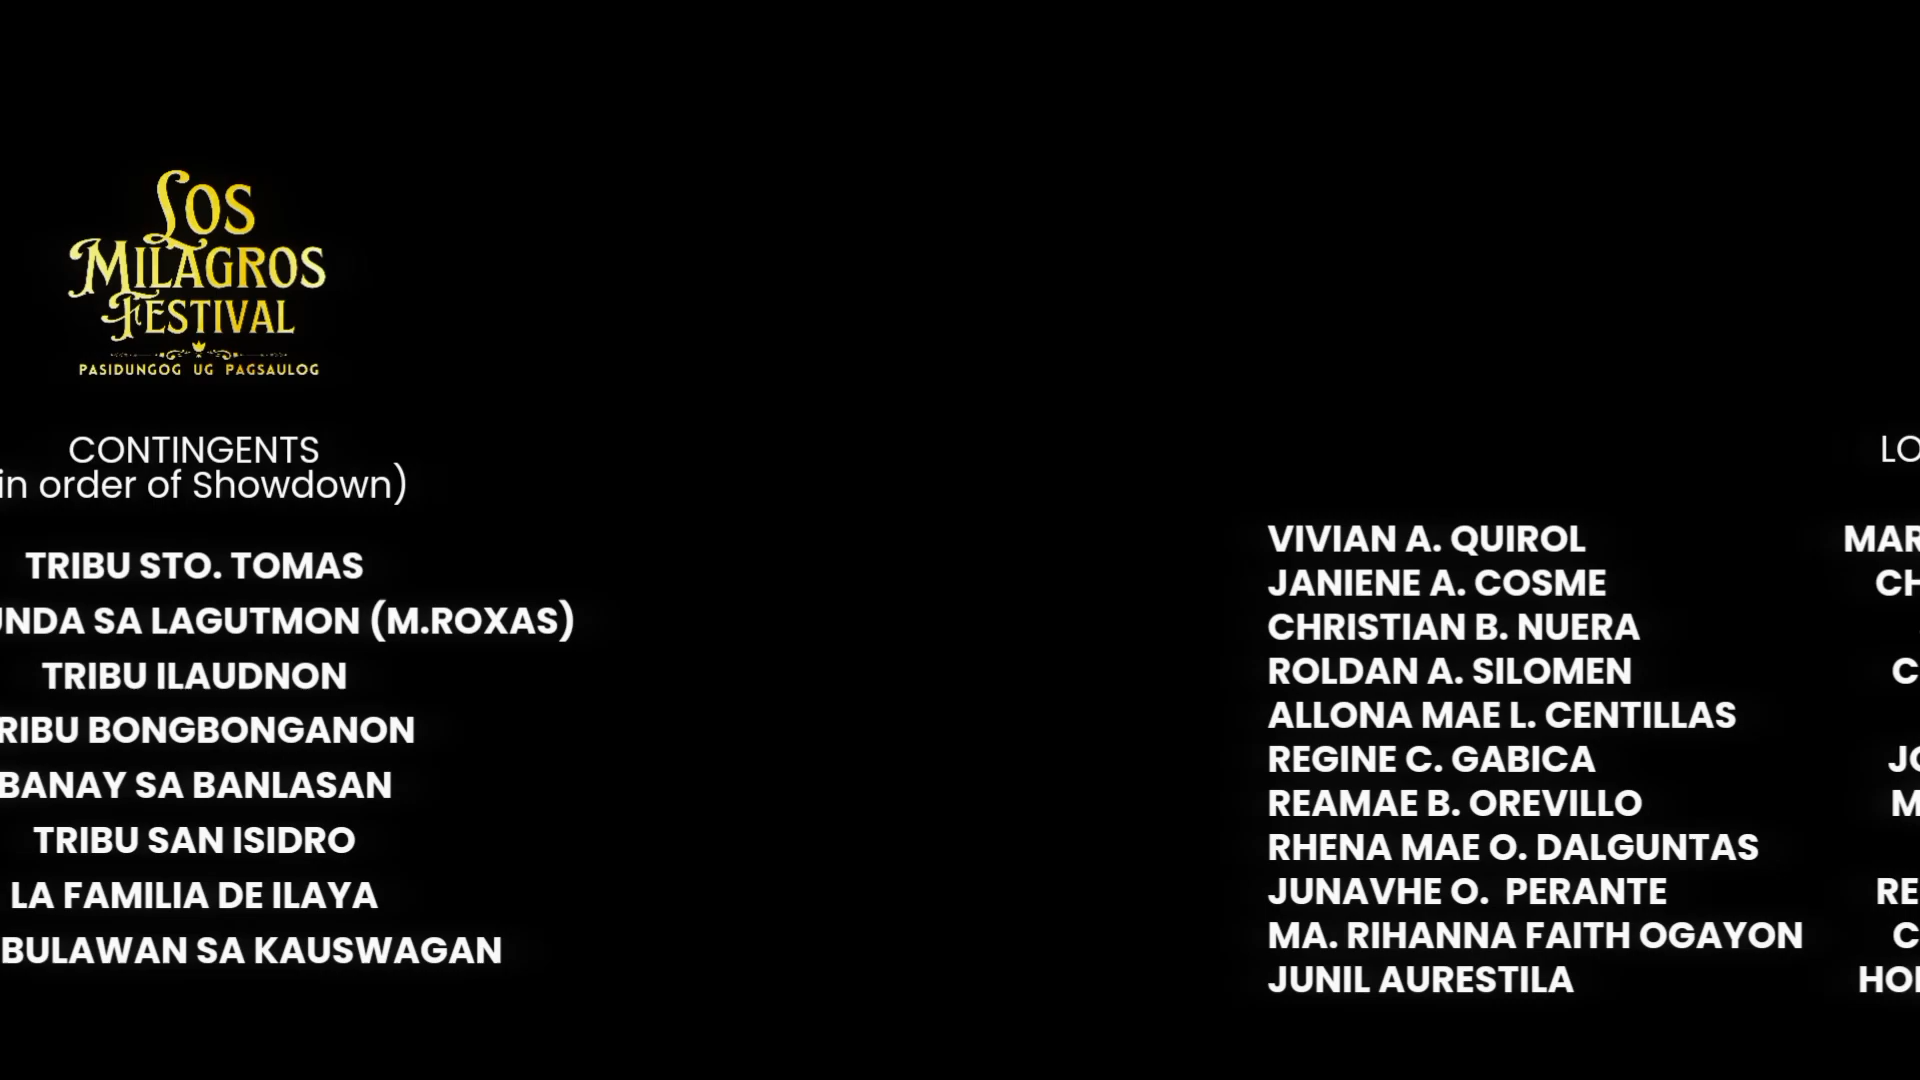 LOS
MILAGROS
FESTIVAL
PASIDUNGOG UG PAGSAULOG
CONTINGENTS
in order of Showdown)
TRIBU STO. TOMAS
SA LAGUTMON (M.ROXAS)
TRIBU ILAUDNON
BONGBONGANON
BANAY SA BANLASAN
TRIBU SAN ISIDRO
LA FAMILIA DE ILAYA
BULAWAN SA KAUSWAGAN
VIVIAN A. QUIROL
JANIENE A. COSME
CHRISTIAN B. NUERA
ROLDAN A. SILOMEN
ALLONA MAE L. CENTILLAS
REGINE C. GABICA
REAMAE B. OREVILLO
RHENA MAE O. DALGUNTAS
JUNAVHE O. PERANTE
MA. RIHANNA FAITH OGAYON
JUNIL AURESTILA